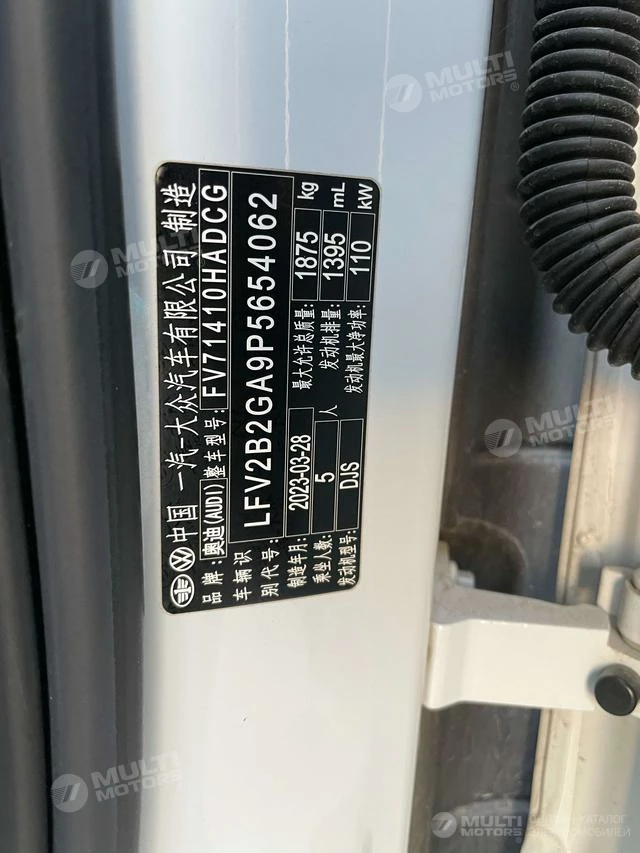 中国 一汽-大众汽车有限公司 制造
品牌: 奥迪(AUDI) 整车型号: FV71410HADCG
车辆识别代号: LFV2B2GA9P5654062
制造年月: 2023-03-28 最大允许总质量: 1875 kg
乘坐人数: 5 人 发动机排量: 1395 mL
发动机型号: DJS 发动机最大净功率: 110 kW
MULTI MOTORS®
MULTI MOTORS®
MULTI MOTORS®
MULTI MOTORS®
MULTI MOTORS
КАТАЛОГ